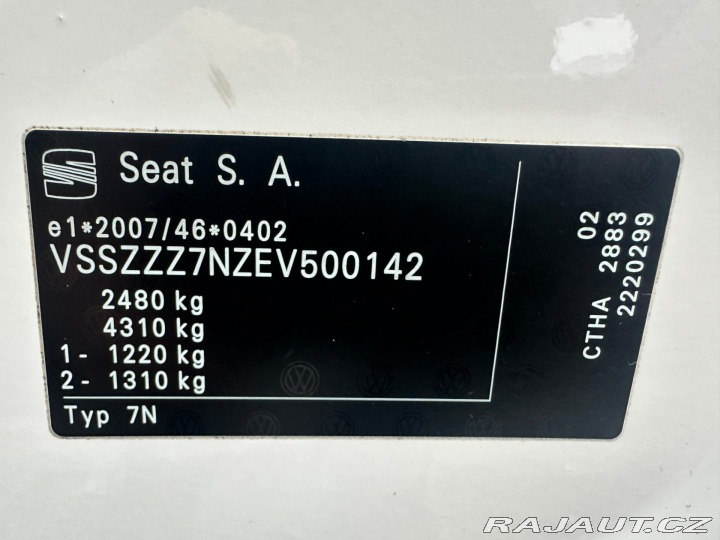 Seat S. A.
e1*2007/46*0402
VSSZZZ7NZEV500142
2480 kg
4310 kg
1- 1220 kg
2- 1310 kg
Typ 7N
02
CTHA 2883
2220299
RAJAUT.CZ